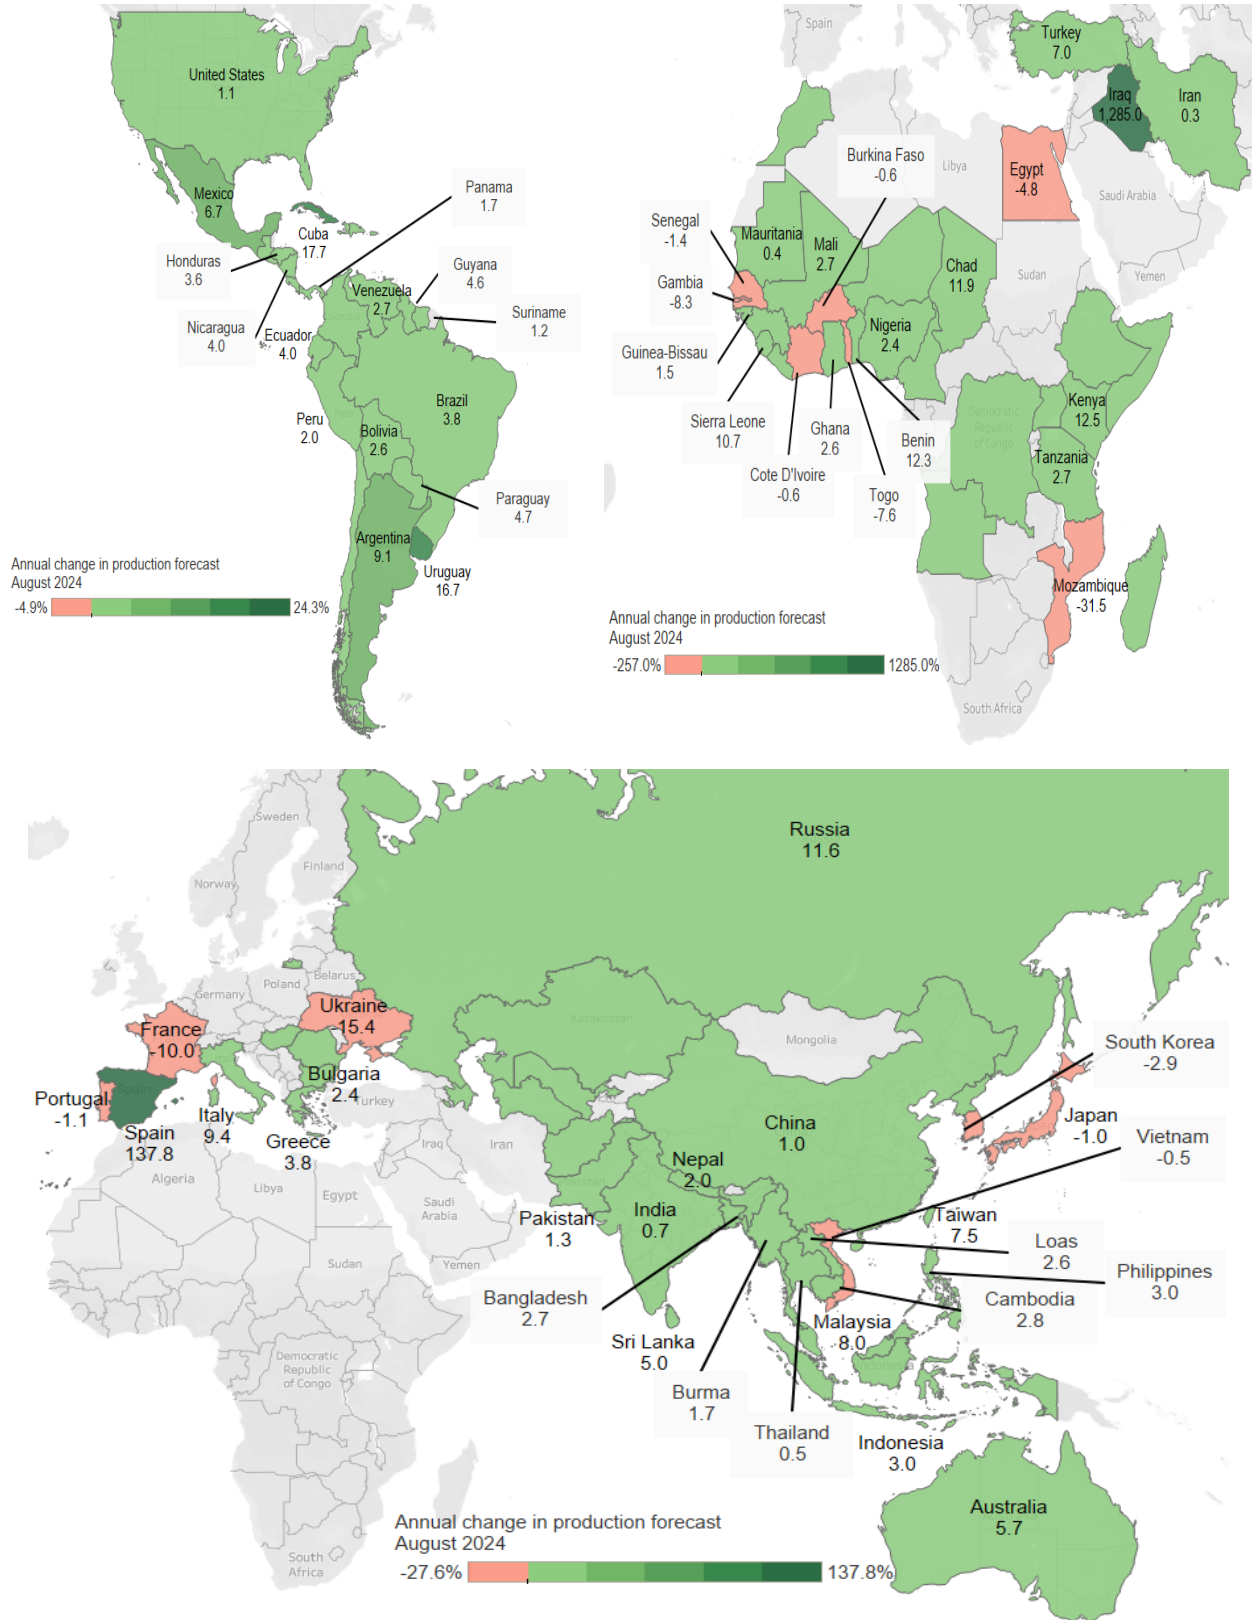 United States
1.1
Mexico
6.7
Cuba
17.7
Panama
1.7
Honduras
3.6
Guyana
4.6
Venezuela
2.7
Colombia
Nicaragua
4.0
Ecuador
4.0
Suriname
1.2
Brazil
3.8
Peru
Peru
2.0
Bolivia
2.6
Paraguay
4.7
Argentina
9.1
Uruguay
16.7
Annual change in production forecast
August 2024
-4.9%
24.3%
Spain
Turkey
7.0
Iraq
1,285.0
Iran
0.3
Burkina Faso
-0.6
Libya
Egypt
-4.8
Saudi Arabia
Senegal
-1.4
Mauritania
0.4
Mali
2.7
Chad
11.9
Sudan
Yemen
Gambia
-8.3
Nigeria
2.4
Guinea-Bissau
1.5
Sierra Leone
10.7
Ghana
2.6
Benin
12.3
Cote D'Ivoire
-0.6
Togo
-7.6
Democratic
Republic
of Congo
Kenya
12.5
Tanzania
2.7
Mozambique
-31.5
South Africa
Annual change in production forecast
August 2024
-257.0%
1285.0%
Russia
11.6
Sweden
Finland
Norway
Belarus
Poland
Germany
Ukraine
-15.4
France
-10.0
Kazakhstan
Mongolia
South Korea
-2.9
Bulgaria
2.4
Spain
Portugal
-1.1
Spain
137.8
Italy
9.4
Greece
3.8
Turkey
Iraq
Iran
China
1.0
Japan
-1.0
Vietnam
-0.5
Nepal
2.0
Algeria
Libya
Egypt
Saudi
Arabia
Pakistan
Pakistan
1.3
India
0.7
Taiwan
7.5
Loas
2.6
Philippines
3.0
Sudan
Yemen
Bangladesh
2.7
Cambodia
2.8
Sri Lanka
5.0
Malaysia
8.0
Indonesia
Democratic
Republic
of Congo
Burma
1.7
Thailand
0.5
Indonesia
3.0
Australia
5.7
South
Africa
Annual change in production forecast
August 2024
-27.6%
137.8%